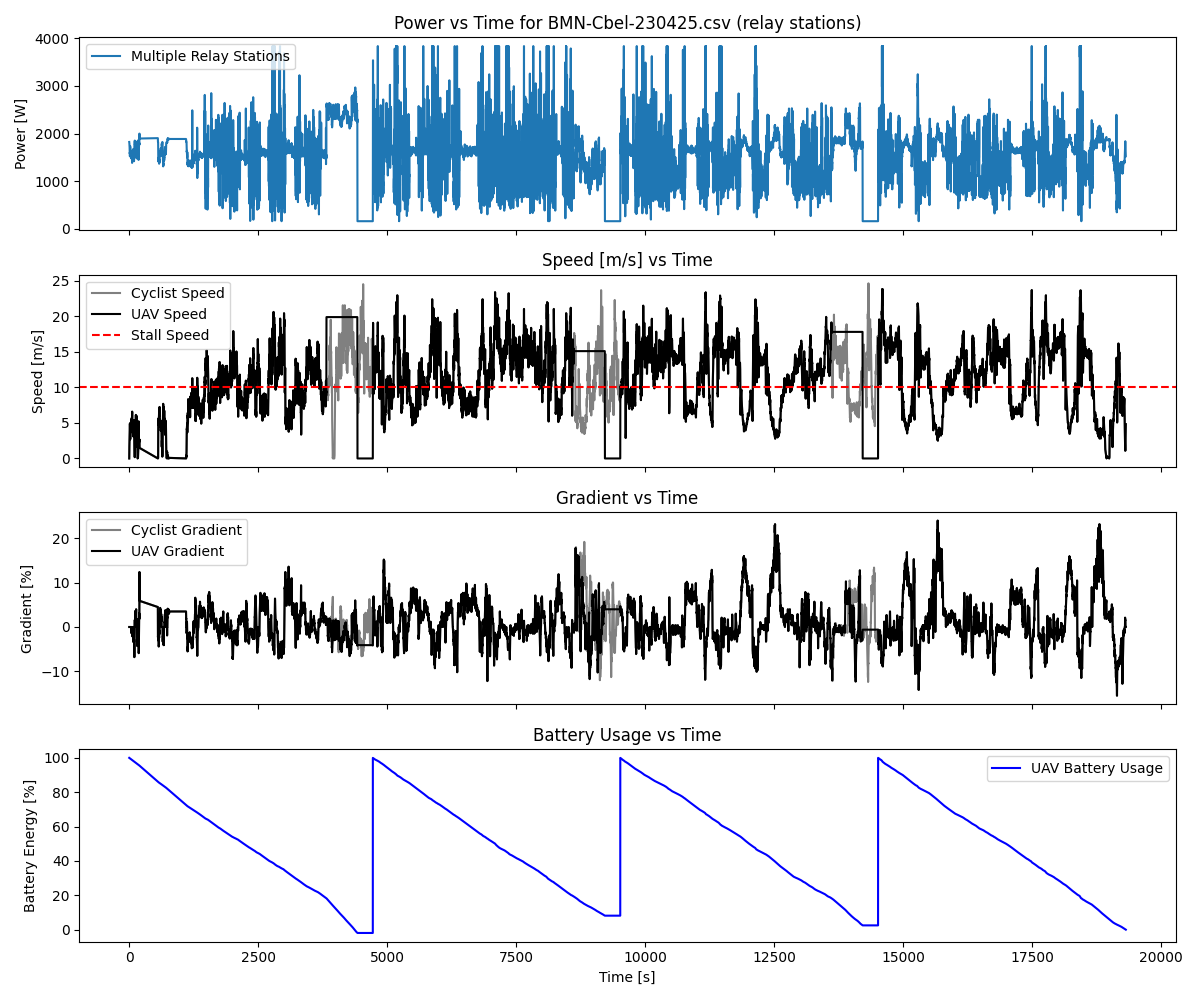 Power vs Time for BMN-Cbel-230425.csv (relay stations)
4000
3000
2000
1000
0
Power [W]
Multiple Relay Stations
Speed [m/s] vs Time
25
20
15
10
5
0
Speed [m/s]
Cyclist Speed
UAV Speed
Stall Speed
Gradient vs Time
20
10
0
−10
Gradient [%]
Cyclist Gradient
UAV Gradient
Battery Usage vs Time
100
80
60
40
20
0
Battery Energy [%]
UAV Battery Usage
0 2500 5000 7500 10000 12500 15000 17500 20000
Time [s]